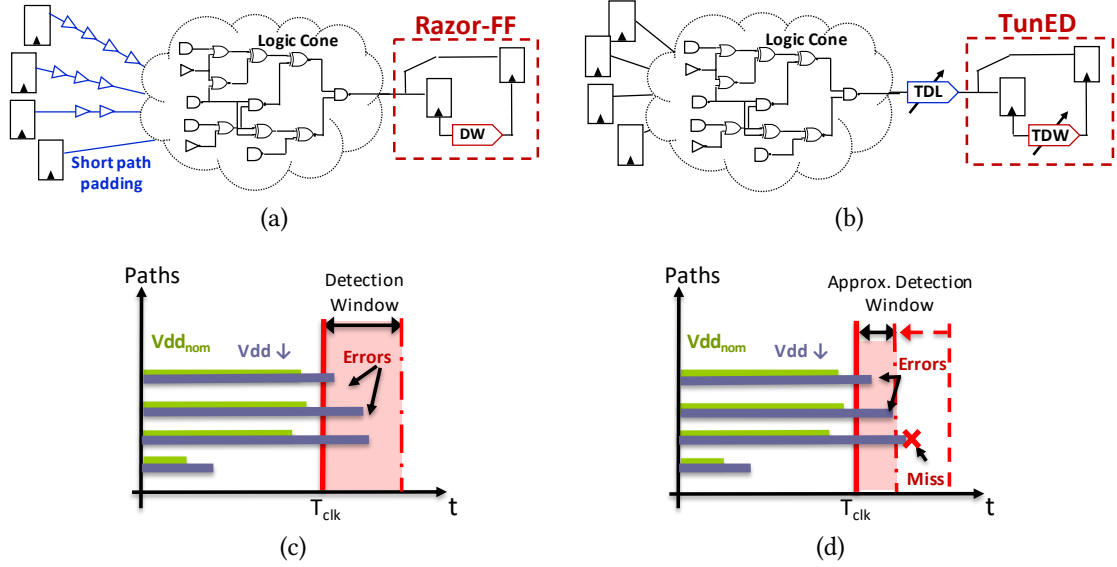 Logic Cone
Razor-FF
DW
Short path
padding
(a)
Logic Cone
TunED
TDL
TDW
(b)
Paths
Detection
Window
Vdd_nom
Vdd ↓
Errors
T_clk
t
(c)
Paths
Approx. Detection
Window
Vdd_nom
Vdd ↓
Errors
Miss
T_clk
t
(d)